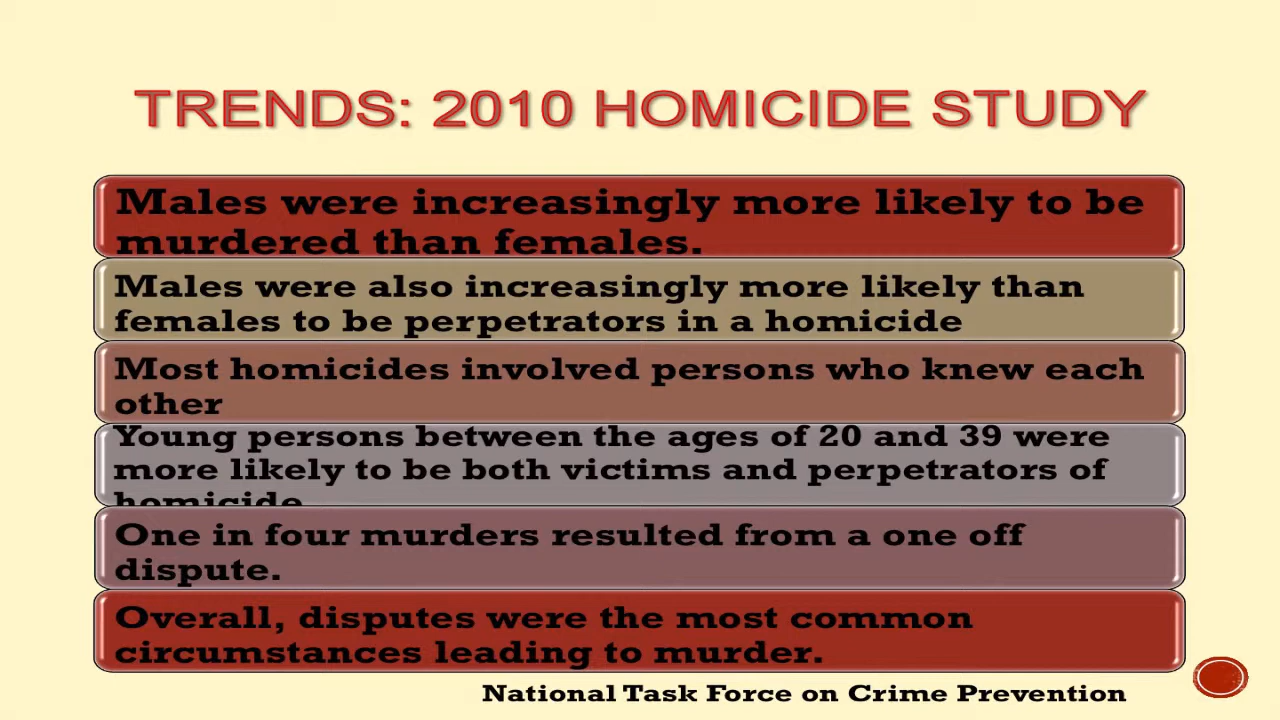 TRENDS: 2010 HOMICIDE STUDY
Males were increasingly more likely to be
murdered than females.
Males were also increasingly more likely than
females to be perpetrators in a homicide
Most homicides involved persons who knew each
other
Young persons between the ages of 20 and 39 were
more likely to be both victims and perpetrators of
homicide
One in four murders resulted from a one off
dispute.
Overall, disputes were the most common
circumstances leading to murder.
National Task Force on Crime Prevention